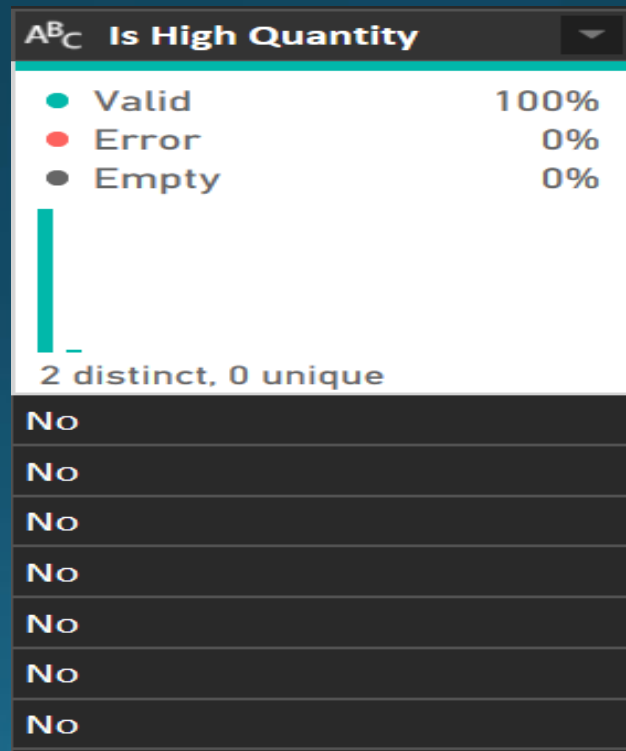 ABC Is High Quantity
Valid 100%
Error 0%
Empty 0%
2 distinct, 0 unique
No
No
No
No
No
No
No